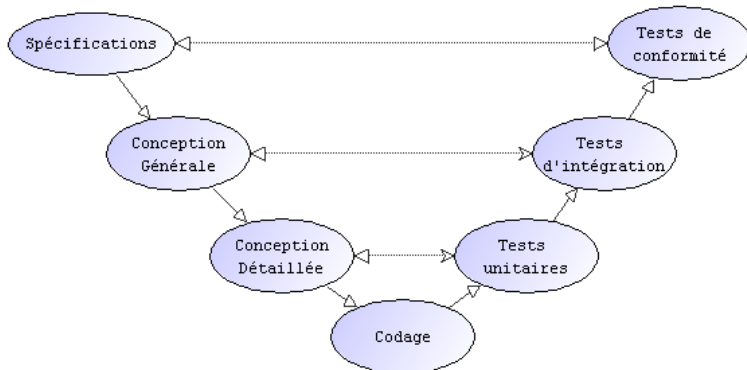 Spécifications
Tests de
conformité
Conception
Générale
Tests
d'intégration
Conception
Détaillée
Tests
unitaires
Codage